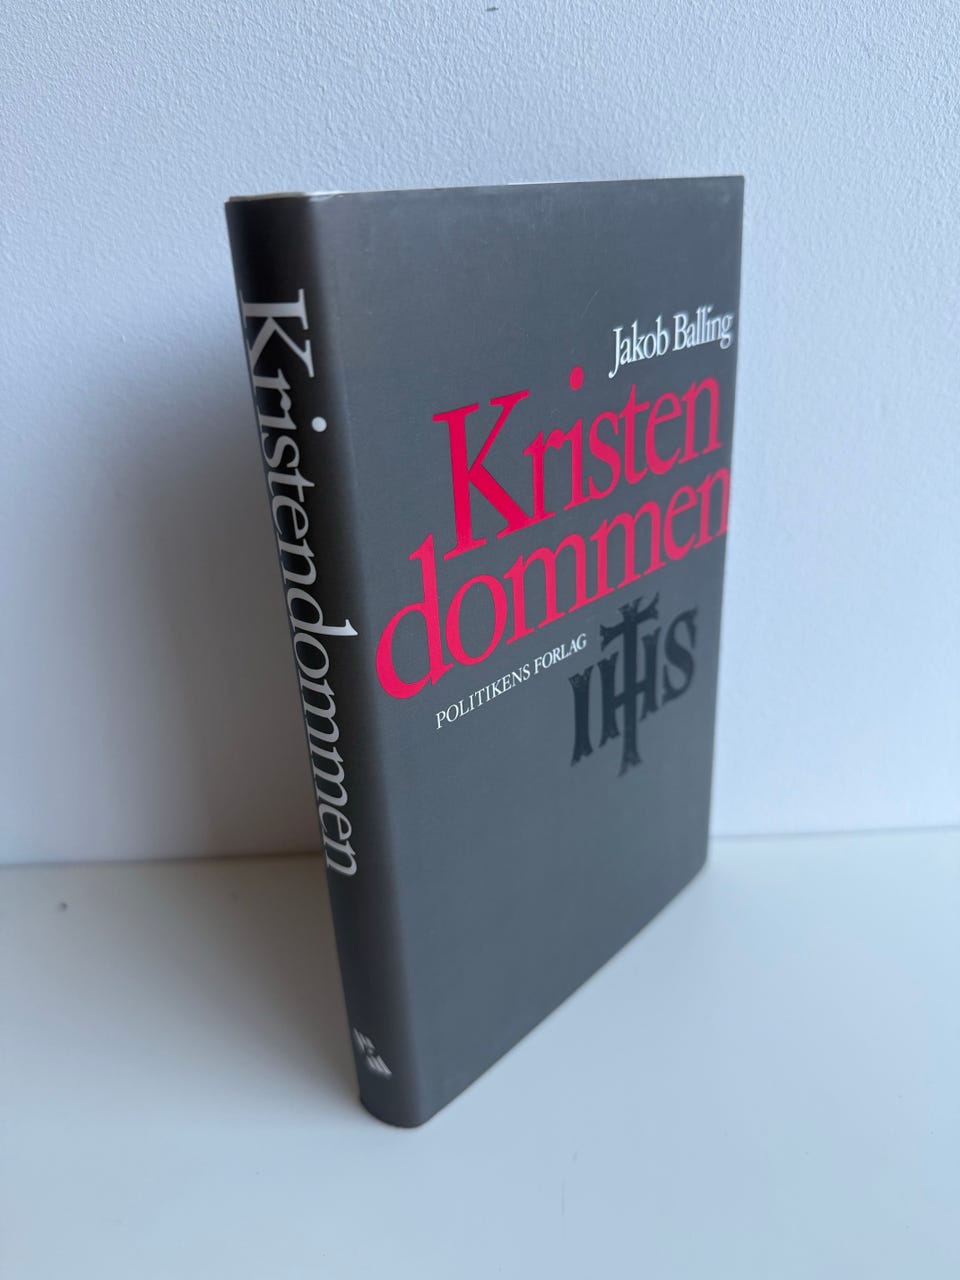 Kristendommen
Jakob Balling
Kristen
dommen
POLITIKENS FORLAG
IHS